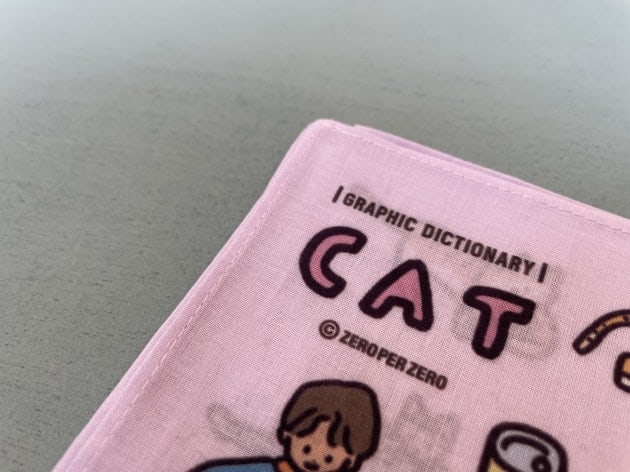 | GRAPHIC DICTIONARY |
CAT
© ZEROPERZERO